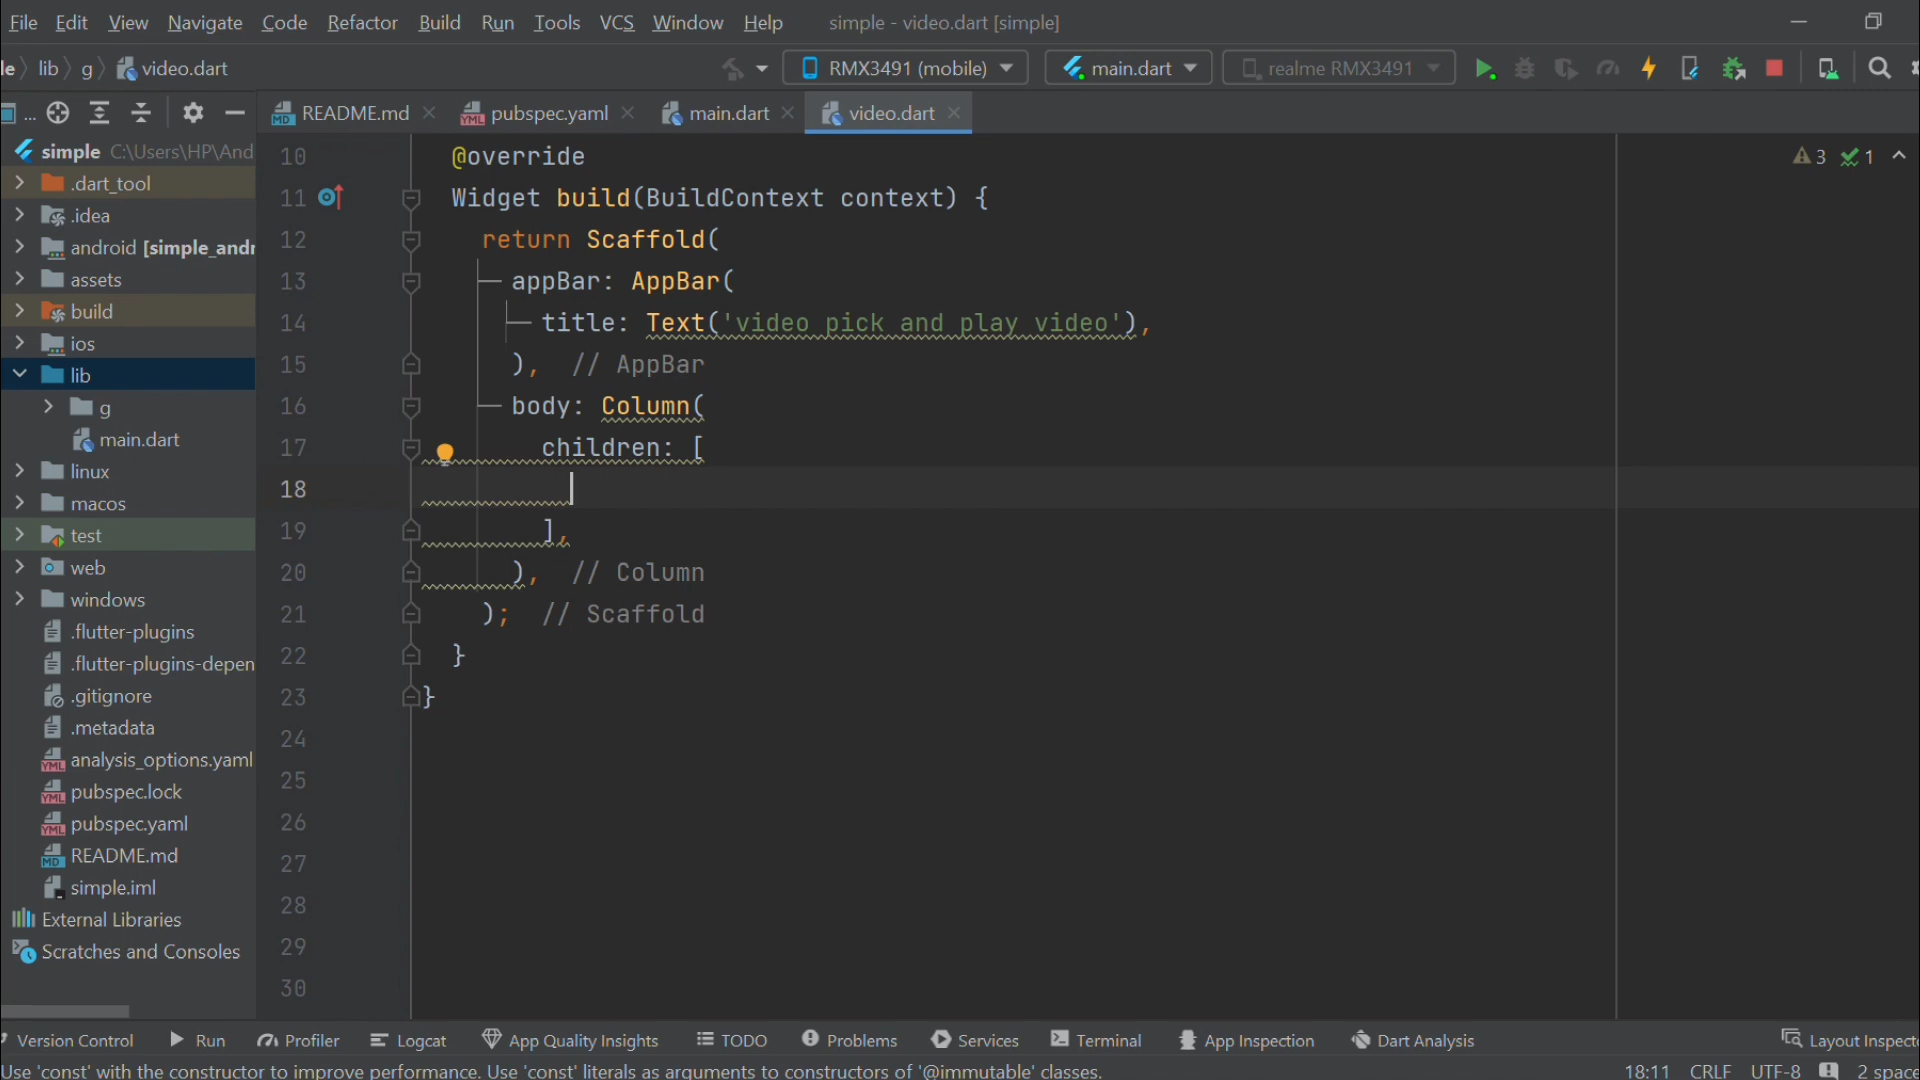 File Edit View Navigate Code Refactor Build Run Tools VCS Window Help simple - video.dart [simple]
le lib g video.dart RMX3491 (mobile) main.dart realme RMX3491
... README.md pubspec.yaml main.dart video.dart
simple C:\Users\HP\And
.dart_tool
.idea
android [simple_andr
assets
build
ios
lib
g
main.dart
linux
macos
test
web
windows
.flutter-plugins
.flutter-plugins-depen
.gitignore
.metadata
analysis_options.yaml
pubspec.lock
pubspec.yaml
README.md
simple.iml
External Libraries
Scratches and Consoles
10 @override
11 Widget build(BuildContext context) {
12 return Scaffold(
13 appBar: AppBar(
14 title: Text('video pick and play video'),
15 ), // AppBar
16 body: Column(
17 children: [
18
19 ],
20 ), // Column
21 ); // Scaffold
22 }
23 }
24
25
26
27
28
29
30
3 1
Version Control Run Profiler Logcat App Quality Insights TODO Problems Services Terminal App Inspection Dart Analysis Layout Inspecto
Use 'const' with the constructor to improve performance. Use 'const' literals as arguments to constructors of '@immutable' classes. 18:11 CRLF UTF-8 2 space